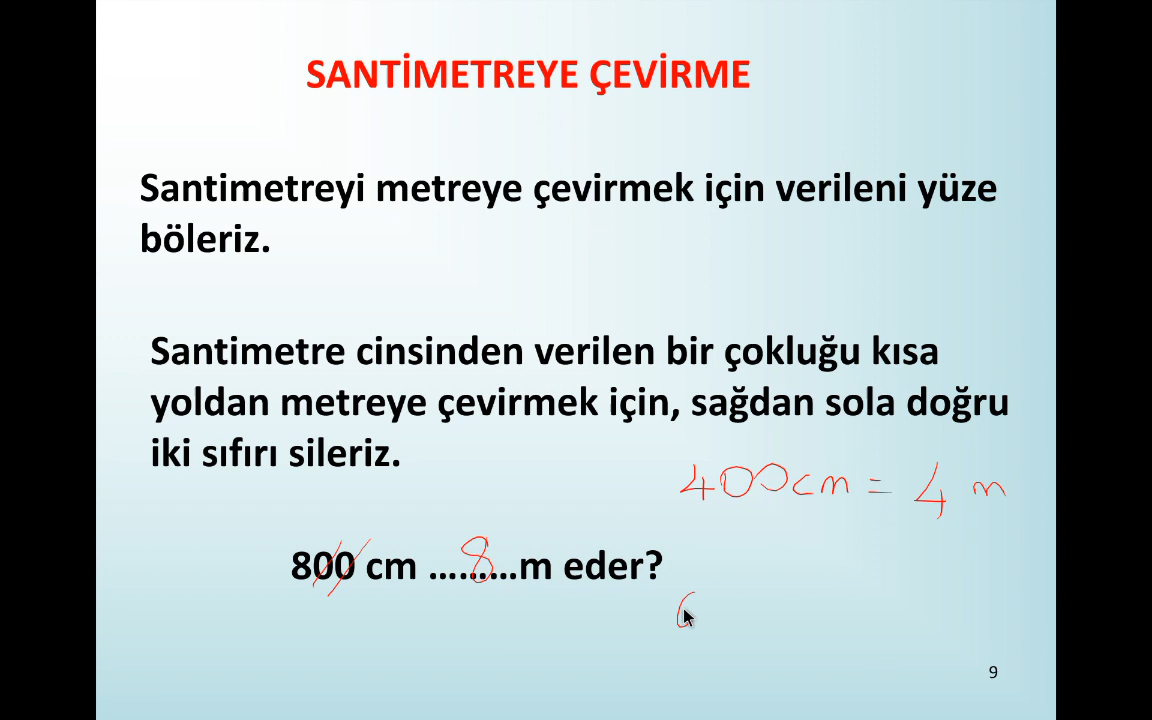 SANTİMETREYE ÇEVİRME
Santimetreyi metreye çevirmek için verileni yüze
böleriz.
Santimetre cinsinden verilen bir çokluğu kısa
yoldan metreye çevirmek için, sağdan sola doğru
iki sıfırı sileriz.
400cm = 4 m
800 cm ...8...m eder?
9